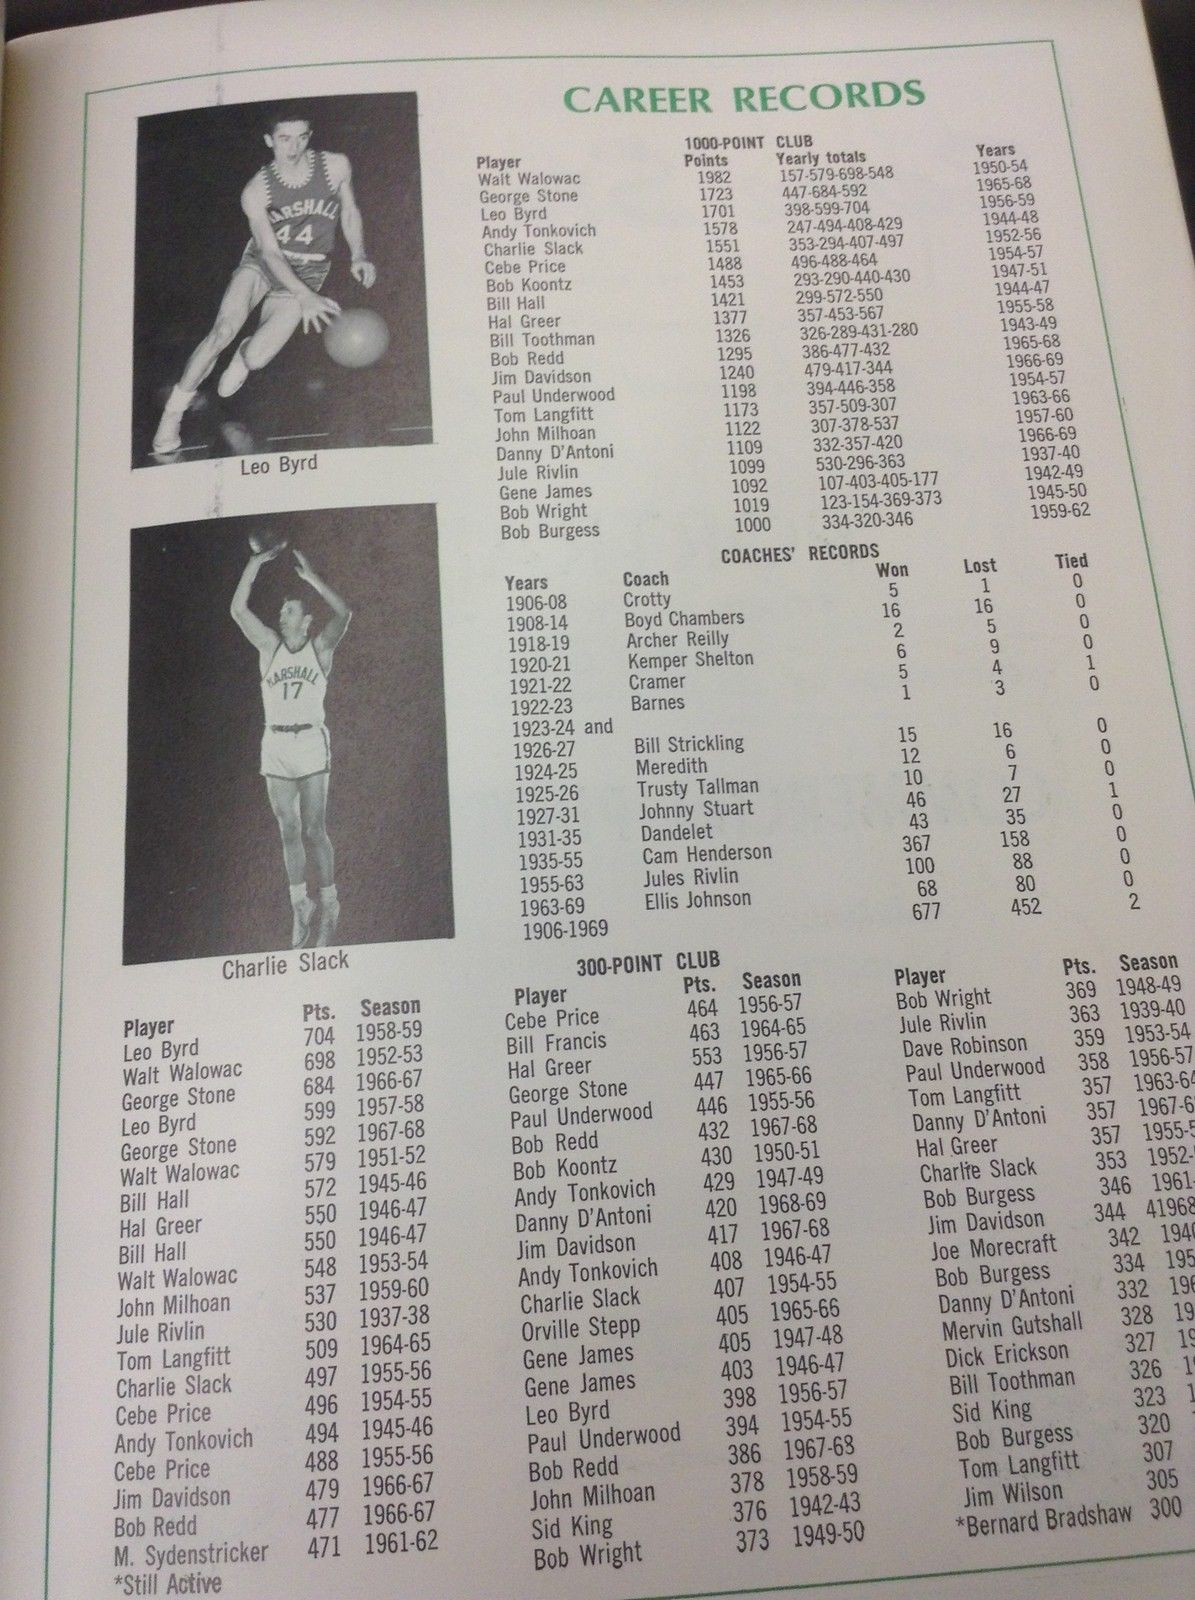 CAREER RECORDS
1000-POINT CLUB
Player Points Yearly totals Years
Walt Walowac 1982 157-579-698-548 1950-54
George Stone 1723 447-684-592 1965-68
Leo Byrd 1701 398-599-704 1956-59
Andy Tonkovich 1578 247-494-408-429 1944-48
Charlie Slack 1551 353-294-407-497 1952-56
Cebe Price 1488 496-488-464 1954-57
Bob Koontz 1453 293-290-440-430 1947-51
Bill Hall 1421 299-572-550 1944-47
Hal Greer 1377 357-453-567 1955-58
Bill Toothman 1326 326-289-431-280 1943-49
Bob Redd 1295 386-477-432 1965-68
Jim Davidson 1240 479-417-344 1966-69
Paul Underwood 1198 394-446-358 1954-57
Tom Langfitt 1173 357-509-307 1963-66
John Milhoan 1122 307-378-537 1957-60
Danny D'Antoni 1109 332-357-420 1966-69
Jule Rivlin 1099 530-296-363 1937-40
Gene James 1092 107-403-405-177 1942-49
Bob Wright 1019 123-154-369-373 1945-50
Bob Burgess 1000 334-320-346 1959-62
MARSHALL
44
Leo Byrd
MARSHALL
17
Charlie Slack
COACHES' RECORDS
Years Coach Won Lost Tied
1906-08 Crotty 5 1 0
1908-14 Boyd Chambers 16 16 0
1918-19 Archer Reilly 2 5 0
1920-21 Kemper Shelton 6 9 0
1921-22 Cramer 5 4 1
1922-23 Barnes 1 3 0
1923-24 and
1926-27 Bill Strickling 15 16 0
1924-25 Meredith 12 6 0
1925-26 Trusty Tallman 10 7 0
1927-31 Johnny Stuart 46 27 1
1931-35 Dandelet 43 35 0
1935-55 Cam Henderson 367 158 0
1955-63 Jules Rivlin 100 88 0
1963-69 Ellis Johnson 68 80 0
1906-1969 677 452 2
300-POINT CLUB
Player Pts. Season
Leo Byrd 704 1958-59
Walt Walowac 698 1952-53
George Stone 684 1966-67
Leo Byrd 599 1957-58
George Stone 592 1967-68
Walt Walowac 579 1951-52
Bill Hall 572 1945-46
Hal Greer 550 1946-47
Bill Hall 550 1946-47
Walt Walowac 548 1953-54
John Milhoan 537 1959-60
Jule Rivlin 530 1937-38
Tom Langfitt 509 1964-65
Charlie Slack 497 1955-56
Cebe Price 496 1954-55
Andy Tonkovich 494 1945-46
Cebe Price 488 1955-56
Jim Davidson 479 1966-67
Bob Redd 477 1966-67
M. Sydenstricker 471 1961-62
*Still Active
Player Pts. Season
Cebe Price 464 1956-57
Bill Francis 463 1964-65
Hal Greer 553 1956-57
George Stone 447 1965-66
Paul Underwood 446 1955-56
Bob Redd 432 1967-68
Bob Koontz 430 1950-51
Andy Tonkovich 429 1947-49
Danny D'Antoni 420 1968-69
Jim Davidson 417 1967-68
Andy Tonkovich 408 1946-47
Charlie Slack 407 1954-55
Orville Stepp 405 1965-66
Gene James 405 1947-48
Gene James 403 1946-47
Leo Byrd 398 1956-57
Paul Underwood 394 1954-55
Bob Redd 386 1967-68
John Milhoan 378 1958-59
Sid King 376 1942-43
Bob Wright 373 1949-50
Player Pts. Season
Bob Wright 369 1948-49
Jule Rivlin 363 1939-40
Dave Robinson 359 1953-54
Paul Underwood 358 1956-57
Tom Langfitt 357 1963-64
Danny D'Antoni 357 1967-6
Hal Greer 357 1955-5
Charlie Slack 353 1952-
Bob Burgess 346 1961-
Jim Davidson 344 41968
Joe Morecraft 342 194
Bob Burgess 334 195
Danny D'Antoni 332 196
Mervin Gutshall 328 19
Dick Erickson 327 19
Bill Toothman 326 1
Sid King 323 1
Bob Burgess 320
Tom Langfitt 307
Jim Wilson 305
*Bernard Bradshaw 300